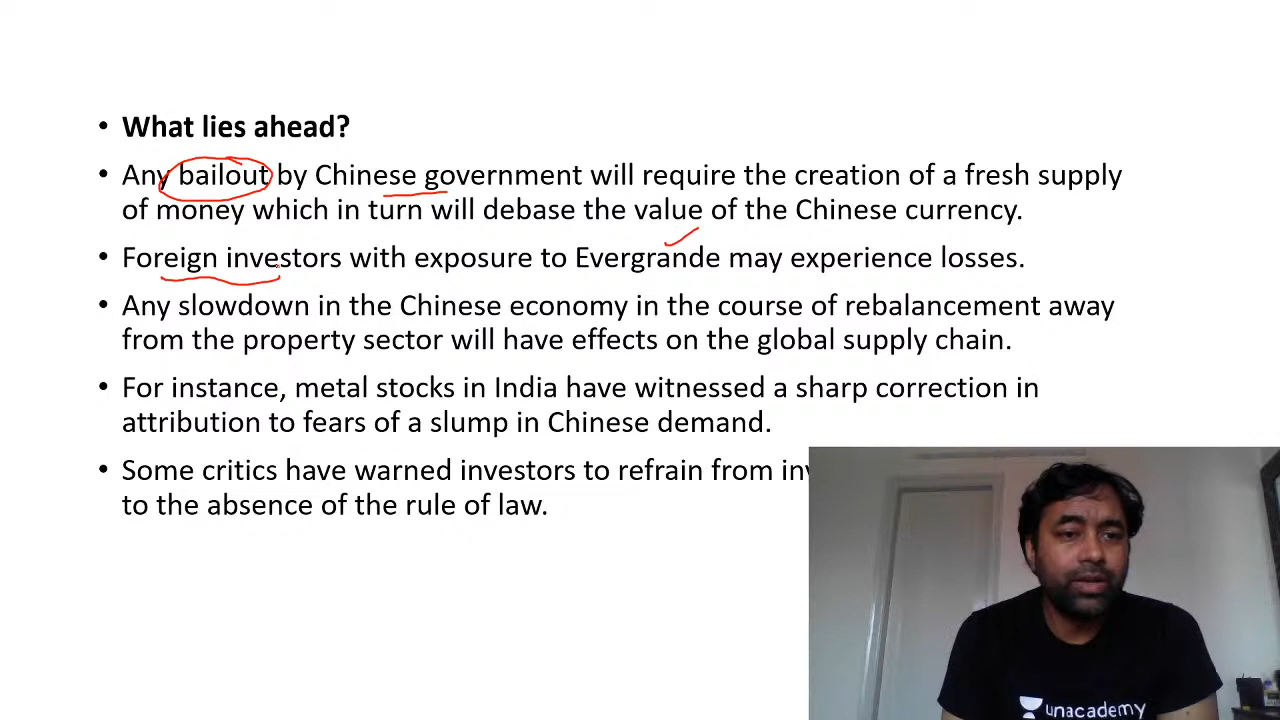 • What lies ahead?
• Any bailout by Chinese government will require the creation of a fresh supply
of money which in turn will debase the value of the Chinese currency.
• Foreign investors with exposure to Evergrande may experience losses.
• Any slowdown in the Chinese economy in the course of rebalancement away
from the property sector will have effects on the global supply chain.
• For instance, metal stocks in India have witnessed a sharp correction in
attribution to fears of a slump in Chinese demand.
• Some critics have warned investors to refrain from
to the absence of the rule of law.
unacademy